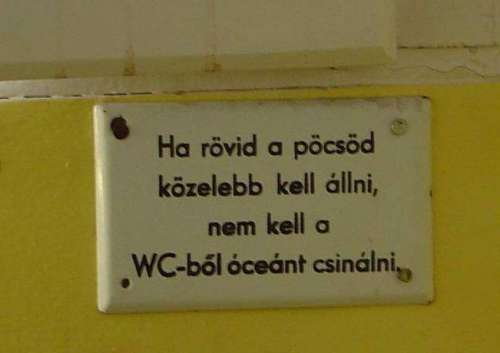 Ha rövid a pöcsöd
közelebb kell állni,
nem kell a
WC-ből óceánt csinálni.